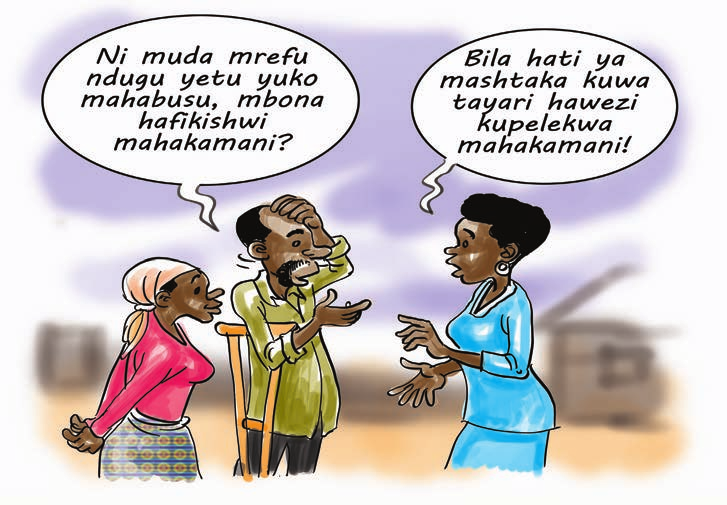 Ni muda mrefu
ndugu yetu yuko
mahabusu, mbona
hafikishwi
mahakamani?
Bila hati ya
mashtaka kuwa
tayari hawezi
kupelekwa
mahakamani!